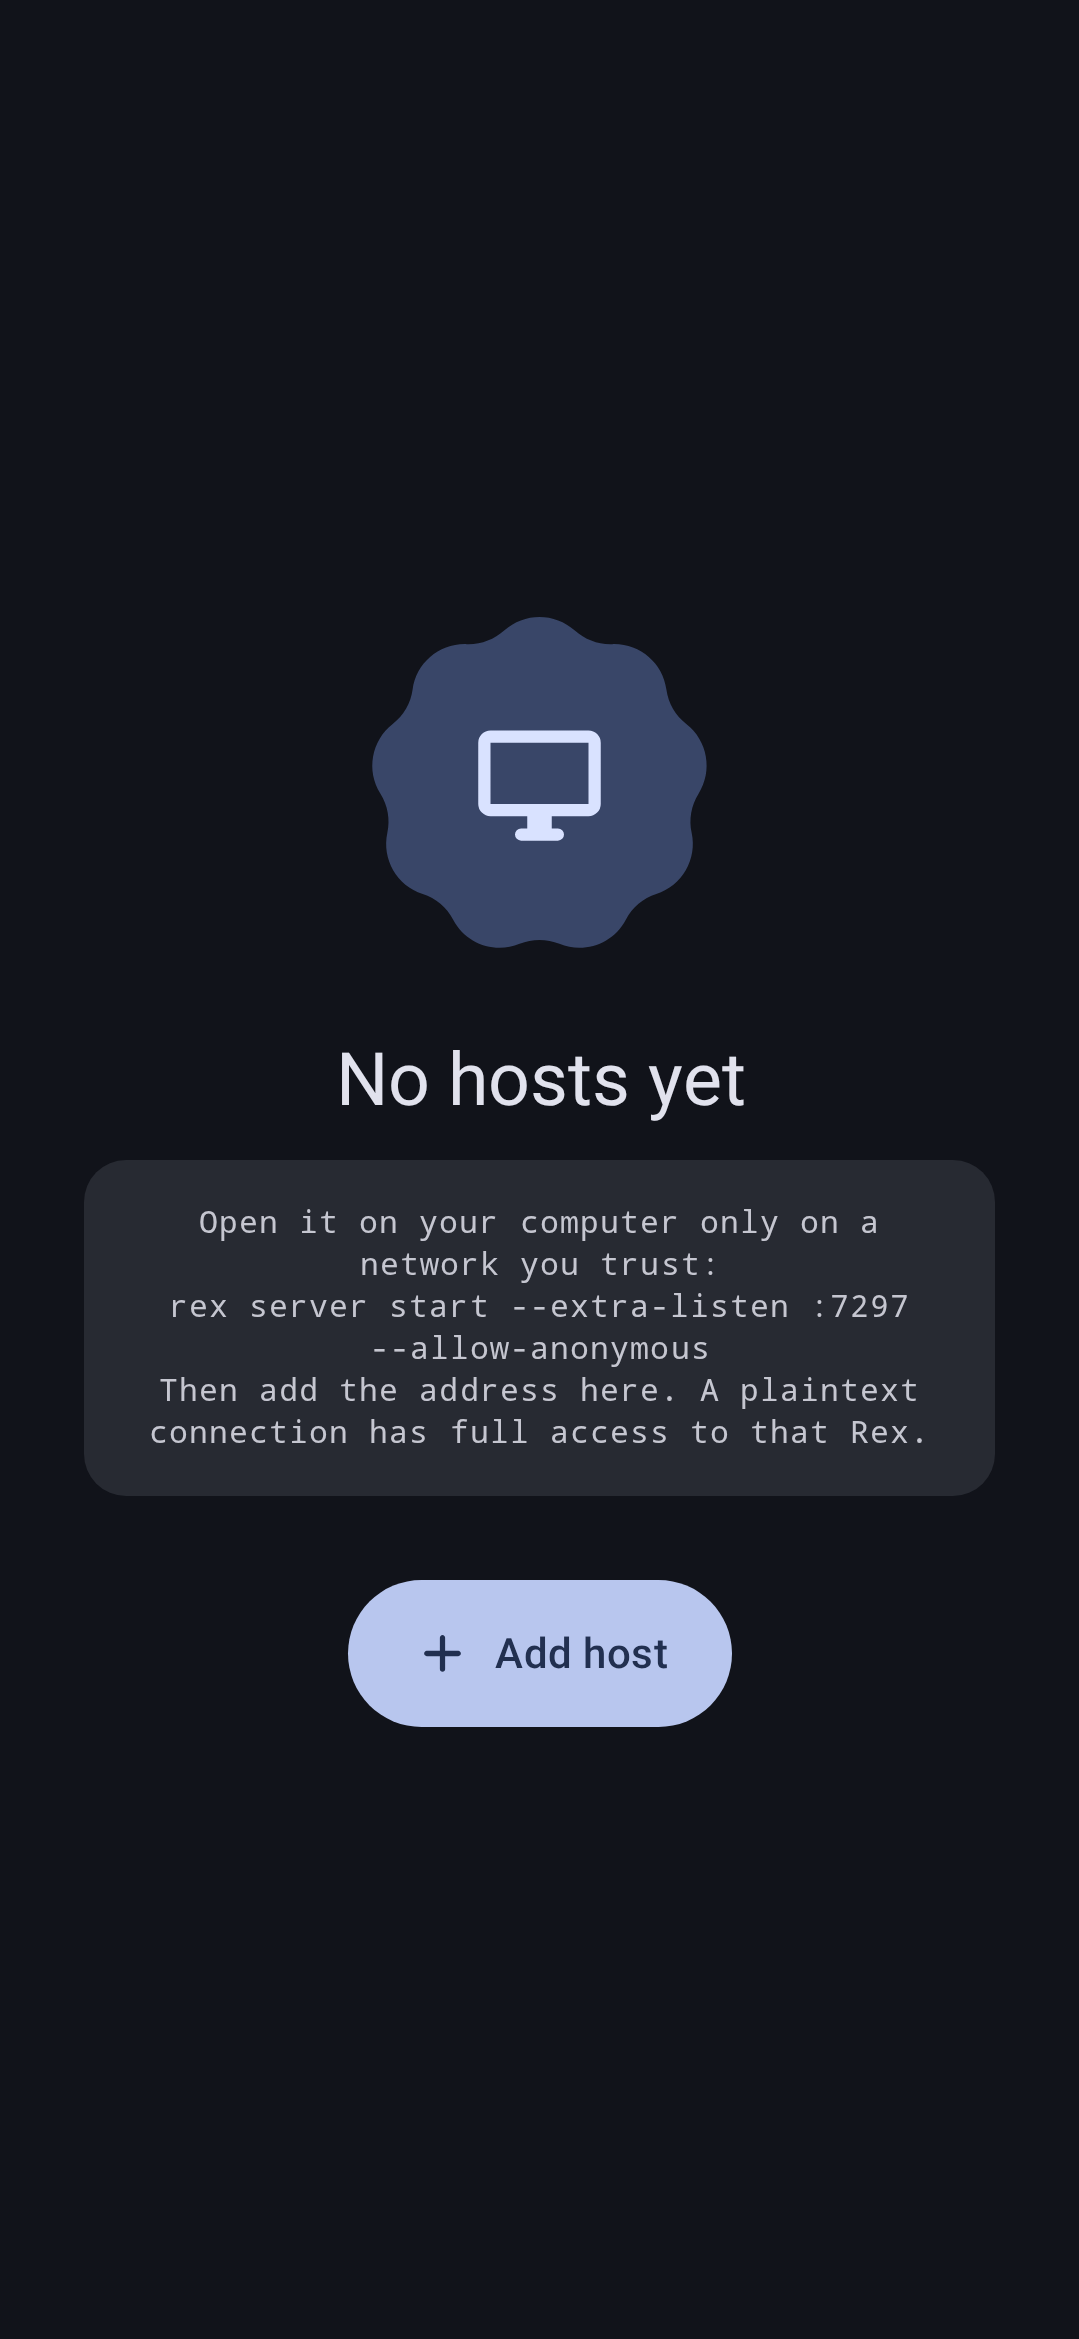 No hosts yet
Open it on your computer only on a
network you trust:
rex server start --extra-listen :7297
--allow-anonymous
Then add the address here. A plaintext
connection has full access to that Rex.
Add host